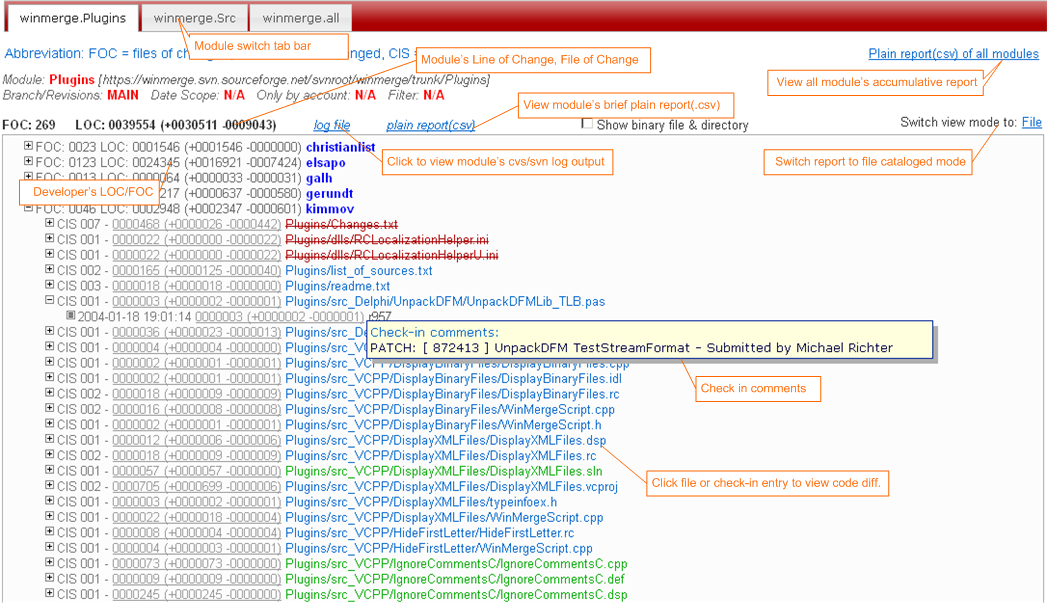 winmerge.Plugins winmerge.Src winmerge.all
Module switch tab bar
Abbreviation: FOC = files of nged, CIS = Plain report(csv) of all modules
Module's Line of Change, File of Change
Module: Plugins [https://winmerge.svn.sourceforge.net/svnroot/winmerge/trunk/Plugins]
View all module's accumulative report
Branch/Revisions: MAIN Date Scope: N/A Only by account: N/A Filter: N/A
View module's brief plain report(.csv)
FOC: 269 LOC: 0039554 (+0030511 -0009043) log file plain report(csv) Show binary file & directory Switch view mode to: File
FOC: 0023 LOC: 0001546 (+0001546 -0000000) christianlist
FOC: 0123 LOC: 0024345 (+0016921 -0007424) elsapo
Click to view module's cvs/svn log output
Switch report to file cataloged mode
FOC: 0013 LOC: 0000064 (+0000033 -0000031) galh
Developer's LOC/FOC
217 (+0000637 -0000580) gerundt
FOC: 0046 LOC: 0002948 (+0002347 -0000601) kimmov
CIS 007 - 0000468 (+0000026 -0000442) Plugins/Changes.txt
CIS 001 - 0000022 (+0000000 -0000022) Plugins/dlls/RCLocalizationHelper.ini
CIS 001 - 0000022 (+0000000 -0000022) Plugins/dlls/RCLocalizationHelperU.ini
CIS 002 - 0000165 (+0000125 -0000040) Plugins/list_of_sources.txt
CIS 003 - 0000018 (+0000018 -0000000) Plugins/readme.txt
CIS 001 - 0000003 (+0000002 -0000001) Plugins/src_Delphi/UnpackDFM/UnpackDFMLib_TLB.pas
2004-01-18 19:01:14 0000003 (+0000002 -0000001) r957
CIS 001 - 0000036 (+0000023 -0000013) Plugins/src_De
Check-in comments:
PATCH: [ 872413 ] UnpackDFM TestStreamFormat - Submitted by Michael Richter
CIS 001 - 0000004 (+0000004 -0000000) Plugins/src_
CIS 001 - 0000002 (+0000001 -0000001) Plugins/src_VCPP/DisplayBinaryFiles/DisplayBinaryFiles.cpp
CIS 001 - 0000002 (+0000001 -0000001) Plugins/src_VCPP/DisplayBinaryFiles/DisplayBinaryFiles.idl
Check in comments
CIS 002 - 0000018 (+0000009 -0000009) Plugins/src_VCPP/DisplayBinaryFiles/DisplayBinaryFiles.rc
CIS 002 - 0000016 (+0000008 -0000008) Plugins/src_VCPP/DisplayBinaryFiles/WinMergeScript.cpp
CIS 001 - 0000002 (+0000001 -0000001) Plugins/src_VCPP/DisplayBinaryFiles/WinMergeScript.h
CIS 001 - 0000012 (+0000006 -0000006) Plugins/src_VCPP/DisplayXMLFiles/DisplayXMLFiles.dsp
CIS 002 - 0000018 (+0000009 -0000009) Plugins/src_VCPP/DisplayXMLFiles/DisplayXMLFiles.rc
CIS 001 - 0000057 (+0000057 -0000000) Plugins/src_VCPP/DisplayXMLFiles/DisplayXMLFiles.sln
Click file or check-in entry to view code diff.
CIS 002 - 0000705 (+0000699 -0000006) Plugins/src_VCPP/DisplayXMLFiles/DisplayXMLFiles.vcproj
CIS 001 - 0000003 (+0000002 -0000001) Plugins/src_VCPP/DisplayXMLFiles/typeinfoex.h
CIS 001 - 0000022 (+0000018 -0000004) Plugins/src_VCPP/DisplayXMLFiles/WinMergeScript.cpp
CIS 001 - 0000008 (+0000004 -0000004) Plugins/src_VCPP/HideFirstLetter/HideFirstLetter.rc
CIS 001 - 0000004 (+0000003 -0000001) Plugins/src_VCPP/HideFirstLetter/WinMergeScript.cpp
CIS 001 - 0000073 (+0000073 -0000000) Plugins/src_VCPP/IgnoreCommentsC/IgnoreCommentsC.cpp
CIS 001 - 0000009 (+0000009 -0000000) Plugins/src_VCPP/IgnoreCommentsC/IgnoreCommentsC.def
CIS 001 - 0000245 (+0000245 -0000000) Plugins/src_VCPP/IgnoreCommentsC/IgnoreCommentsC.dsp